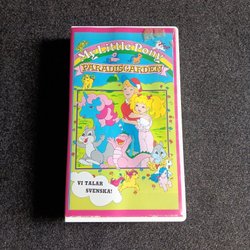 My Little Pony
PARADISGÅRDEN
VI TALAR
SVENSKA!